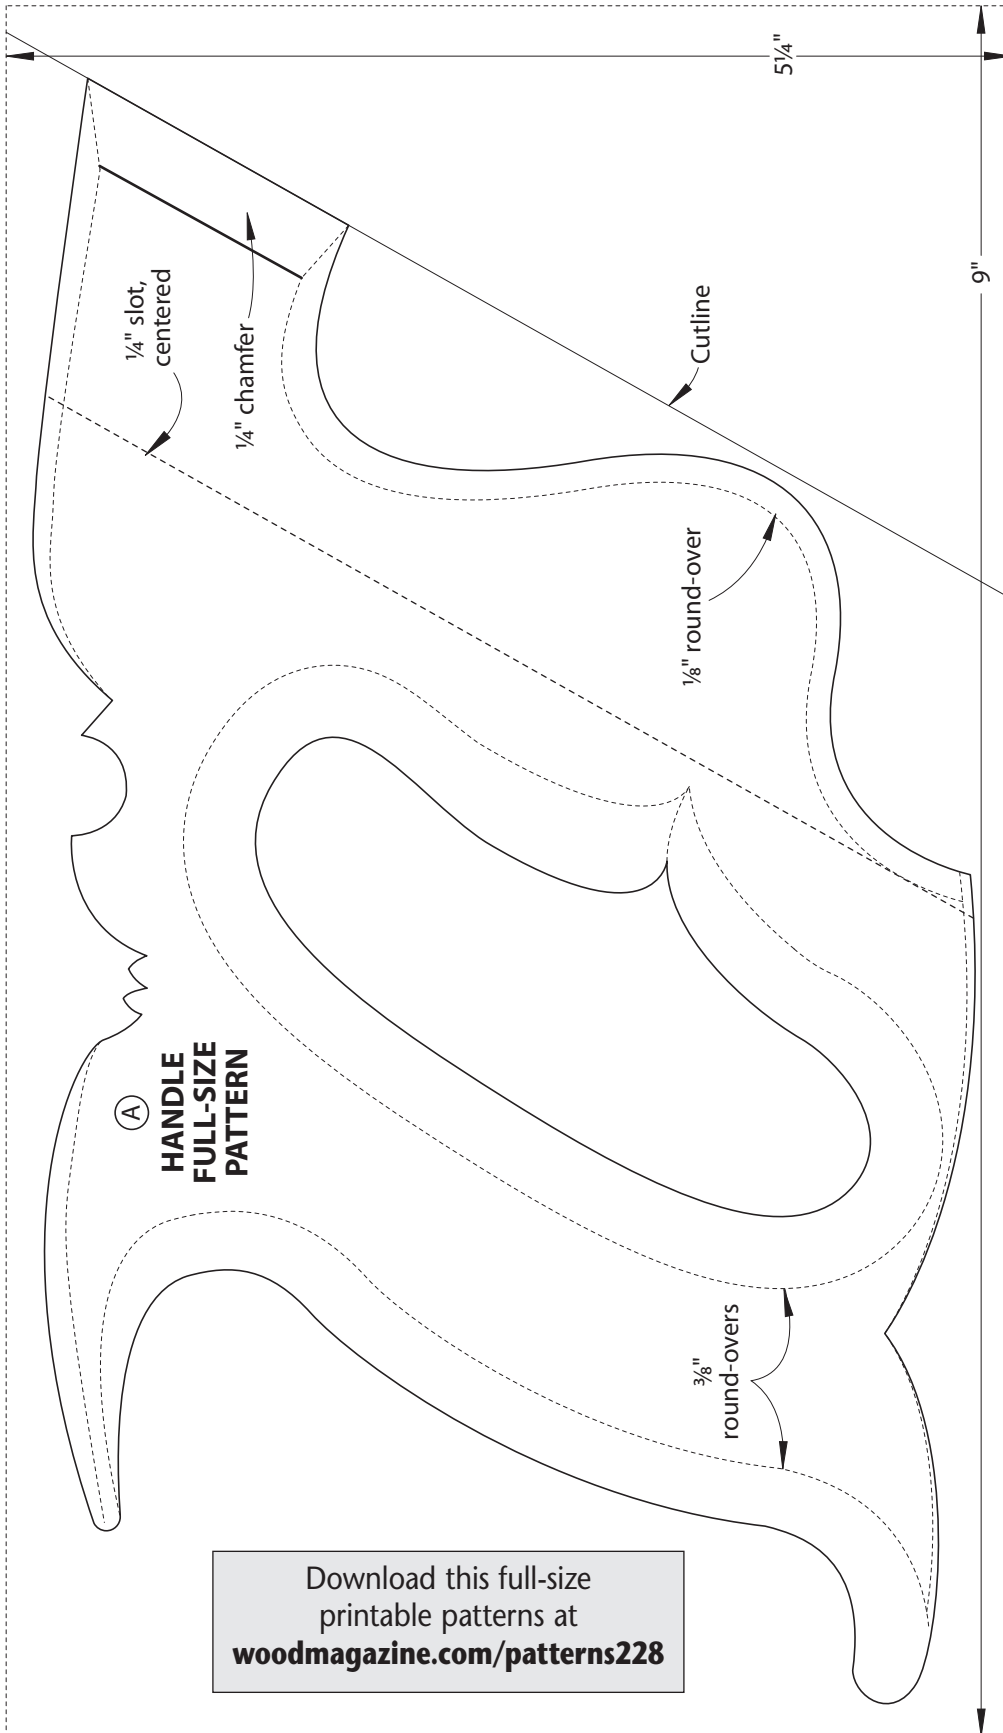 5¼"
9"
¼" slot,
centered
¼" chamfer
Cutline
⅛" round-over
A
HANDLE
FULL-SIZE
PATTERN
⅜"
round-overs
Download this full-size
printable patterns at
woodmagazine.com/patterns228